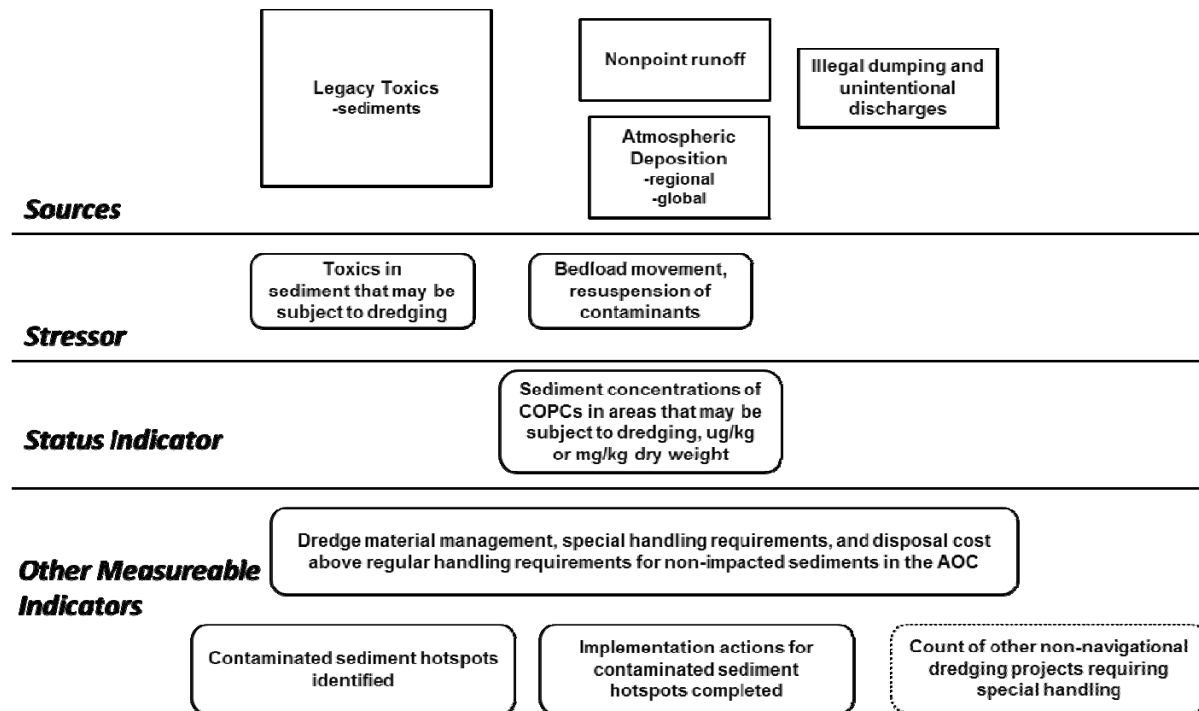 Legacy Toxics
-sediments
Nonpoint runoff
Illegal dumping and
unintentional
discharges
Atmospheric
Deposition
-regional
-global
Sources
Toxics in
sediment that may be
subject to dredging
Bedload movement,
resuspension of
contaminants
Stressor
Sediment concentrations of
COPCs in areas that may be
subject to dredging, ug/kg
or mg/kg dry weight
Status Indicator
Dredge material management, special handling requirements, and disposal cost
above regular handling requirements for non-impacted sediments in the AOC
Other Measureable
Indicators
Contaminated sediment hotspots
identified
Implementation actions for
contaminated sediment
hotspots completed
Count of other non-navigational
dredging projects requiring
special handling